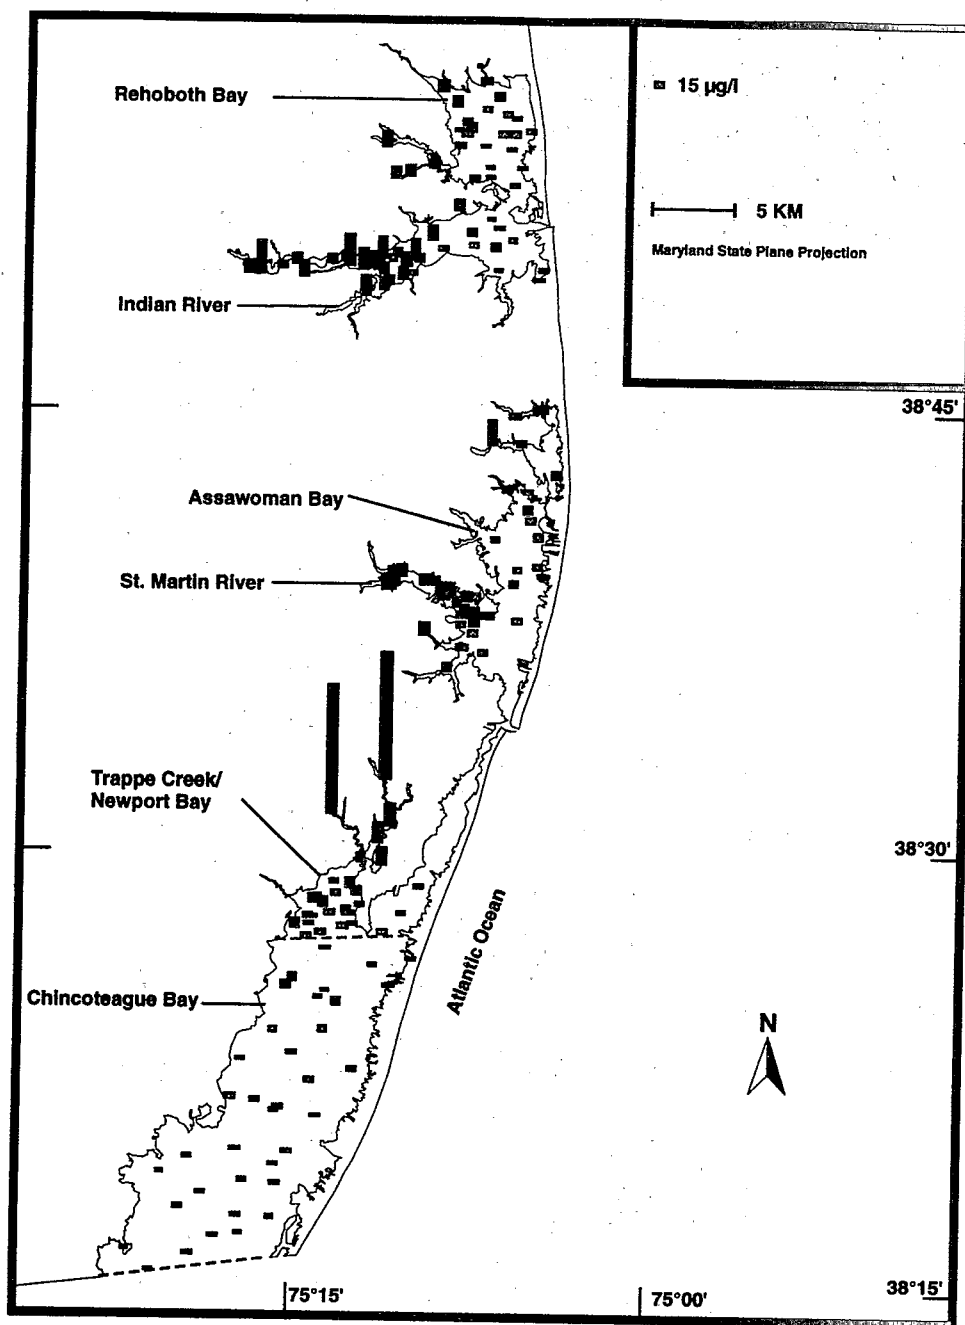 Rehoboth Bay
15 µg/l
5 KM
Maryland State Plane Projection
Indian River
38°45'
Assawoman Bay
St. Martin River
Trappe Creek/
Newport Bay
38°30'
Atlantic Ocean
Chincoteague Bay
N
75°15'
75°00'
38°15'